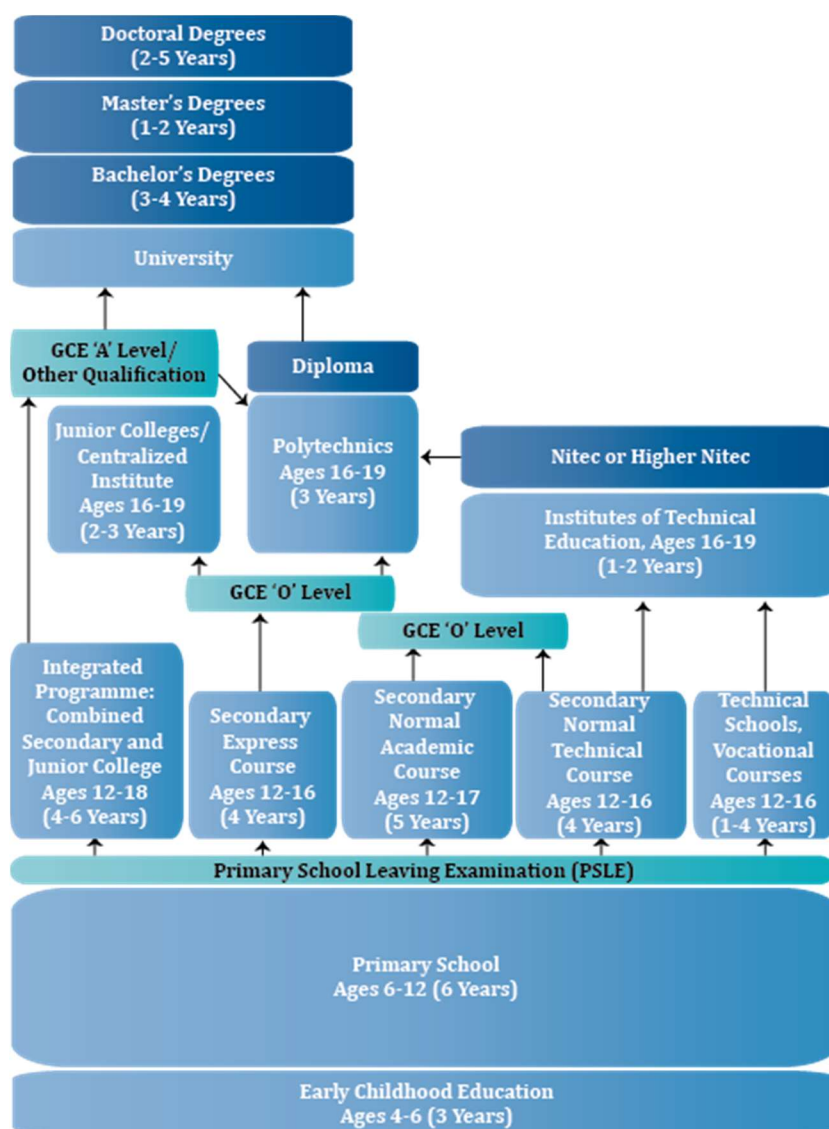 Doctoral Degrees
(2-5 Years)
Master’s Degrees
(1-2 Years)
Bachelor’s Degrees
(3-4 Years)
University
GCE ‘A’ Level/
Other Qualification
Diploma
Junior Colleges/
Centralized
Institute
Ages 16-19
(2-3 Years)
Polytechnics
Ages 16-19
(3 Years)
Nitec or Higher Nitec
Institutes of Technical
Education, Ages 16-19
(1-2 Years)
GCE ‘O’ Level
GCE ‘O’ Level
Integrated
Programme:
Combined
Secondary and
Junior College
Ages 12-18
(4-6 Years)
Secondary
Express
Course
Ages 12-16
(4 Years)
Secondary
Normal
Academic
Course
Ages 12-17
(5 Years)
Secondary
Normal
Technical
Course
Ages 12-16
(4 Years)
Technical
Schools,
Vocational
Courses
Ages 12-16
(1-4 Years)
Primary School Leaving Examination (PSLE)
Primary School
Ages 6-12 (6 Years)
Early Childhood Education
Ages 4-6 (3 Years)